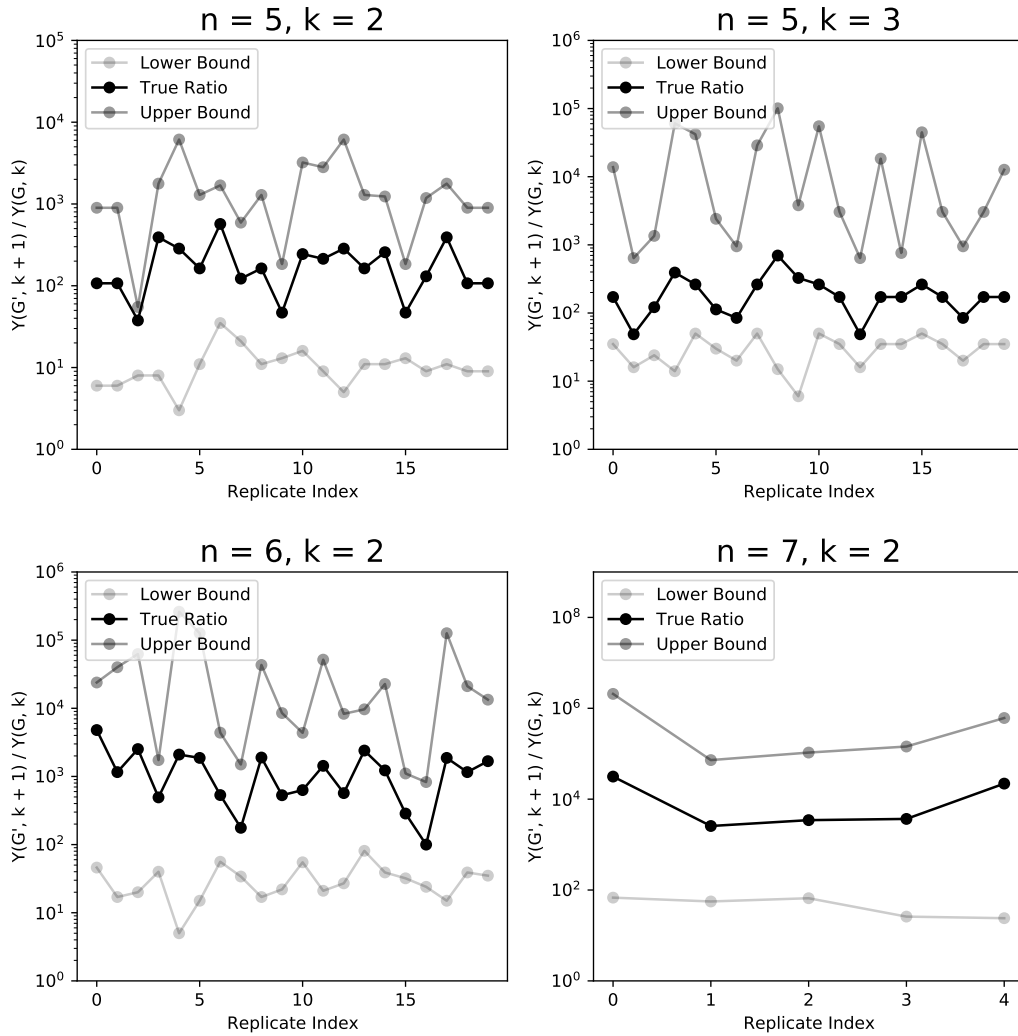 n = 5, k = 2
Y(G', k + 1) / Y(G, k)
10^5
10^4
10^3
10^2
10^1
10^0
Lower Bound
True Ratio
Upper Bound
0 5 10 15
Replicate Index
n = 5, k = 3
Y(G', k + 1) / Y(G, k)
10^6
10^5
10^4
10^3
10^2
10^1
10^0
Lower Bound
True Ratio
Upper Bound
0 5 10 15
Replicate Index
n = 6, k = 2
Y(G', k + 1) / Y(G, k)
10^6
10^5
10^4
10^3
10^2
10^1
10^0
Lower Bound
True Ratio
Upper Bound
0 5 10 15
Replicate Index
n = 7, k = 2
Y(G', k + 1) / Y(G, k)
10^8
10^6
10^4
10^2
10^0
Lower Bound
True Ratio
Upper Bound
0 1 2 3 4
Replicate Index